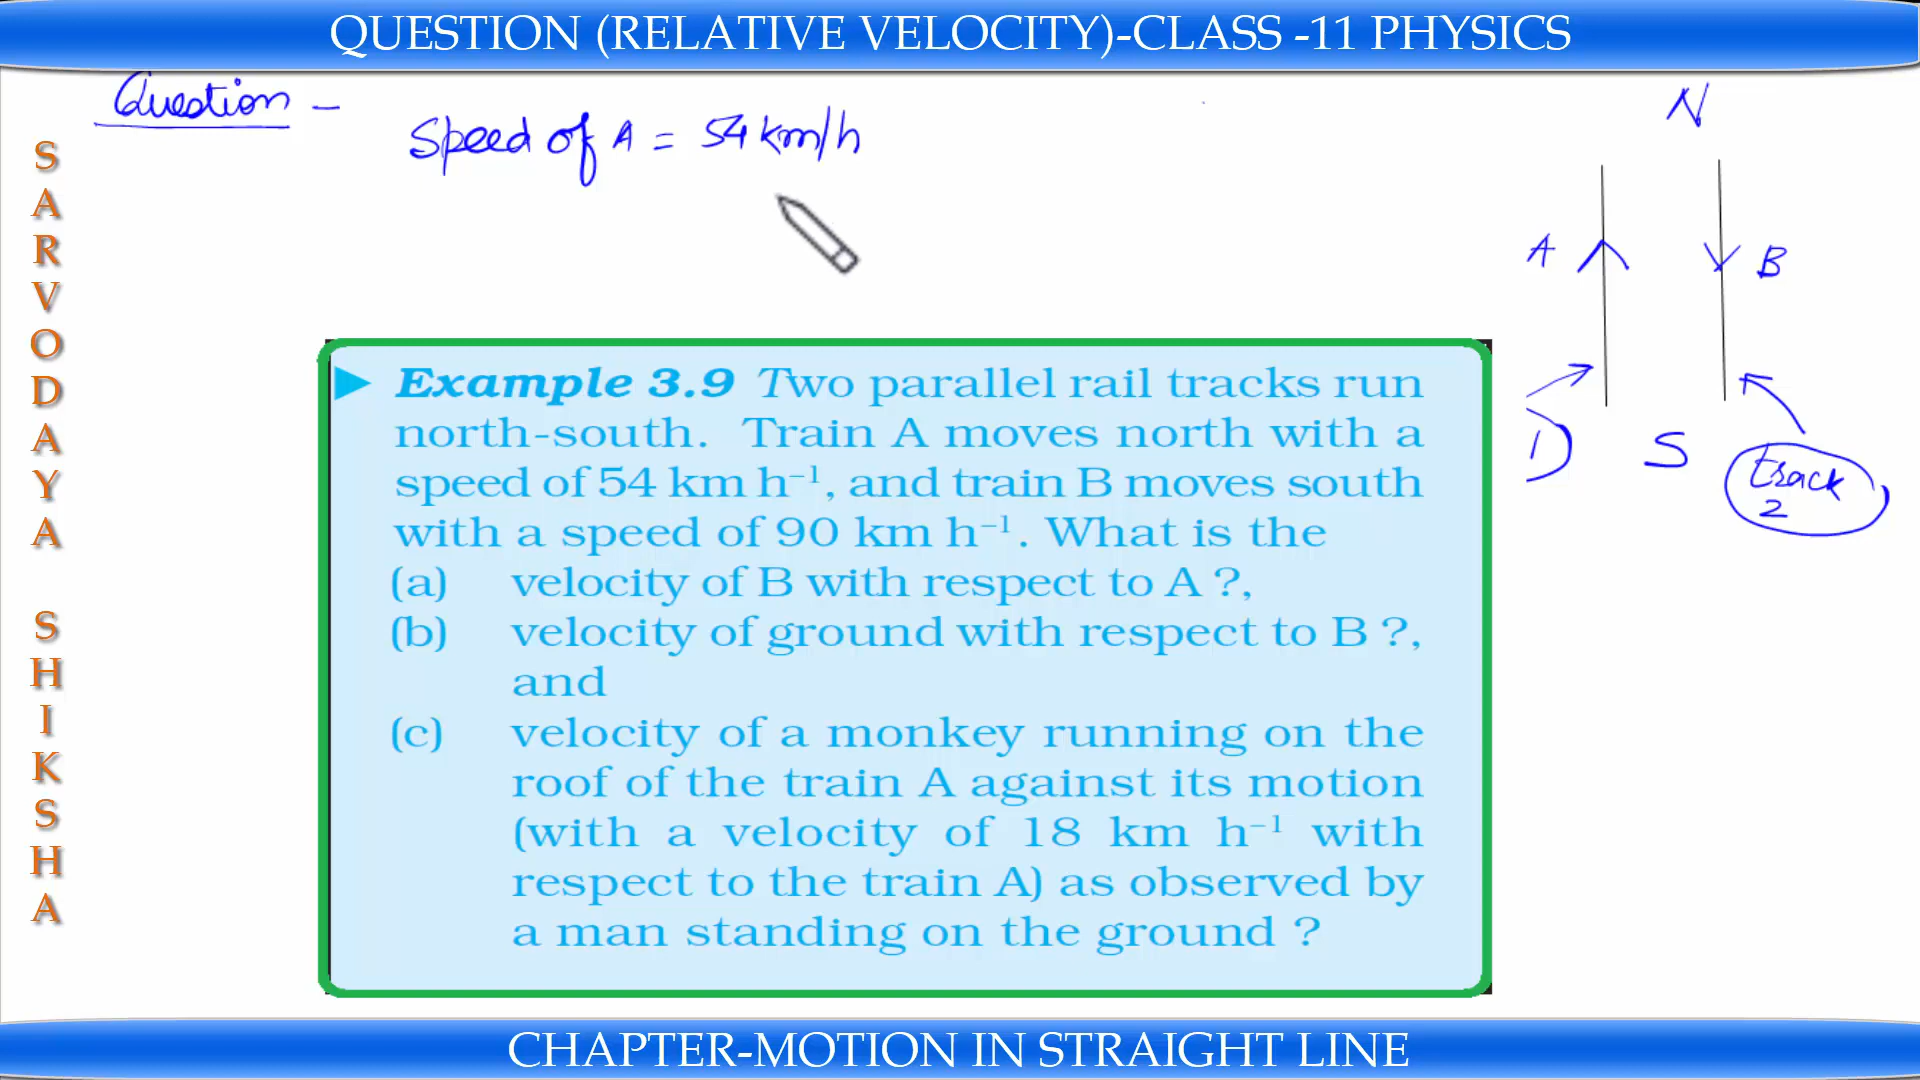 QUESTION (RELATIVE VELOCITY)-CLASS -11 PHYSICS
Question -
Speed of A = 54 km/h
N
A
B
1)
S
track
2
SARVODAYA SHIKSHA
Example 3.9 Two parallel rail tracks run
north-south. Train A moves north with a
speed of 54 km h⁻¹, and train B moves south
with a speed of 90 km h⁻¹. What is the
(a) velocity of B with respect to A ?,
(b) velocity of ground with respect to B ?,
and
(c) velocity of a monkey running on the
roof of the train A against its motion
(with a velocity of 18 km h⁻¹ with
respect to the train A) as observed by
a man standing on the ground ?
CHAPTER-MOTION IN STRAIGHT LINE